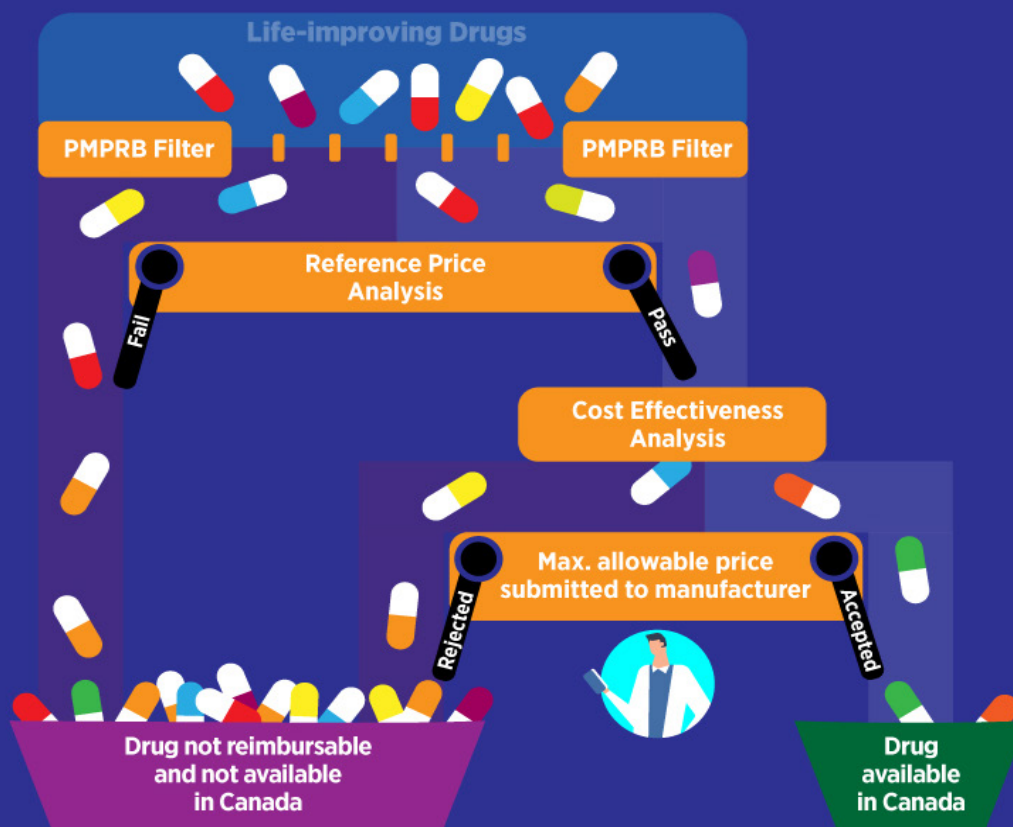 Life-improving Drugs
PMPRB Filter
PMPRB Filter
Reference Price
Analysis
Fail
Pass
Cost Effectiveness
Analysis
Max. allowable price
submitted to manufacturer
Rejected
Accepted
Drug not reimbursable
and not available
in Canada
Drug
available
in Canada